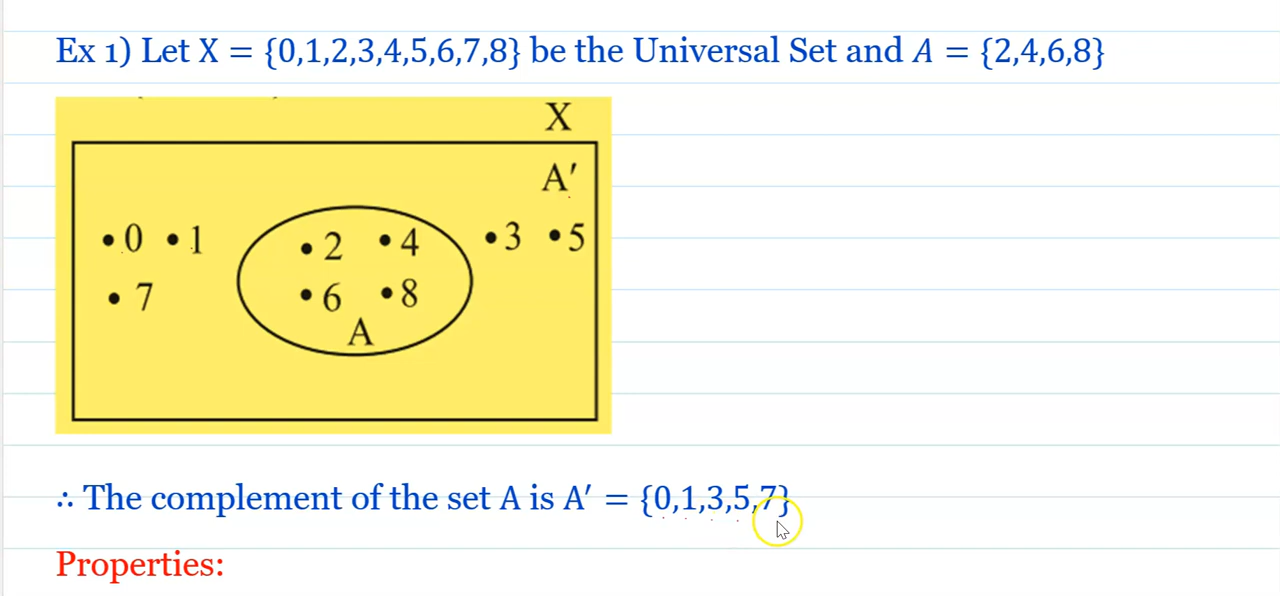 Ex 1) Let X = {0,1,2,3,4,5,6,7,8} be the Universal Set and A = {2,4,6,8}
X
A′
• 0 • 1 • 2 • 4 • 3 • 5
• 7 • 6 • 8
A
∴ The complement of the set A is A′ = {0,1,3,5,7}
Properties: